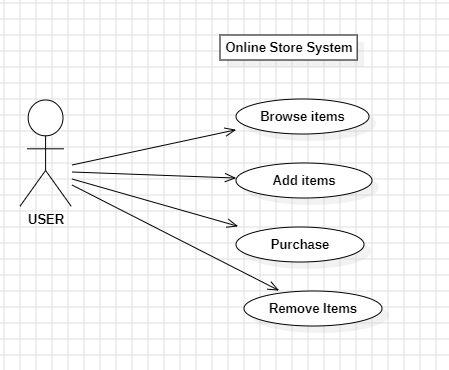 Online Store System
Browse items
Add items
USER
Purchase
Remove Items